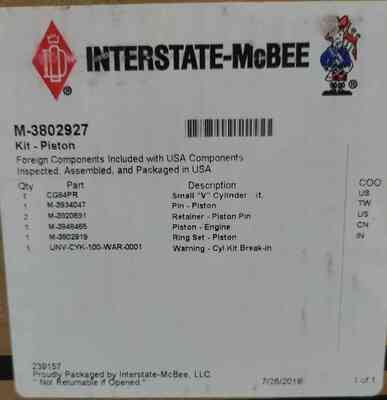 INTERSTATE-McBEE
M-3802927
Kit - Piston
Foreign Components Included with USA Components
Inspected, Assembled, and Packaged in USA
Qty Part Description COO
1 CG64PR Small "V" Cylinder it. US
1 M-3934047 Pin - Piston TW
2 M-3920691 Retainer - Piston Pin US
1 M-3948465 Piston - Engine CN
1 M-3802919 Ring Set - Piston IN
1 UNV-CYK-100-WAR-0001 Warning - Cyl Kit Break-in
239157
Proudly Packaged by Interstate-McBee, LLC.
** Not Returnable if Opened ** 7/26/2018 1 of 1